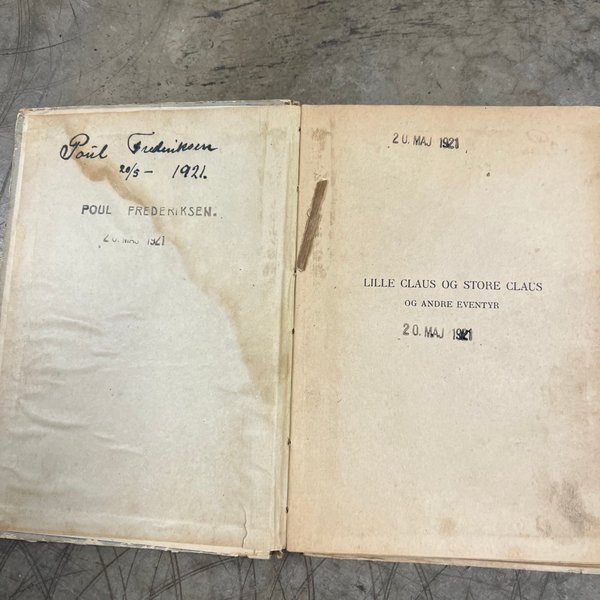 Poul Frederiksen
20/5 - 1921.
POUL FREDERIKSEN.
20. MAJ 1921
20. MAJ 1921
LILLE CLAUS OG STORE CLAUS
OG ANDRE EVENTYR
20. MAJ 1921